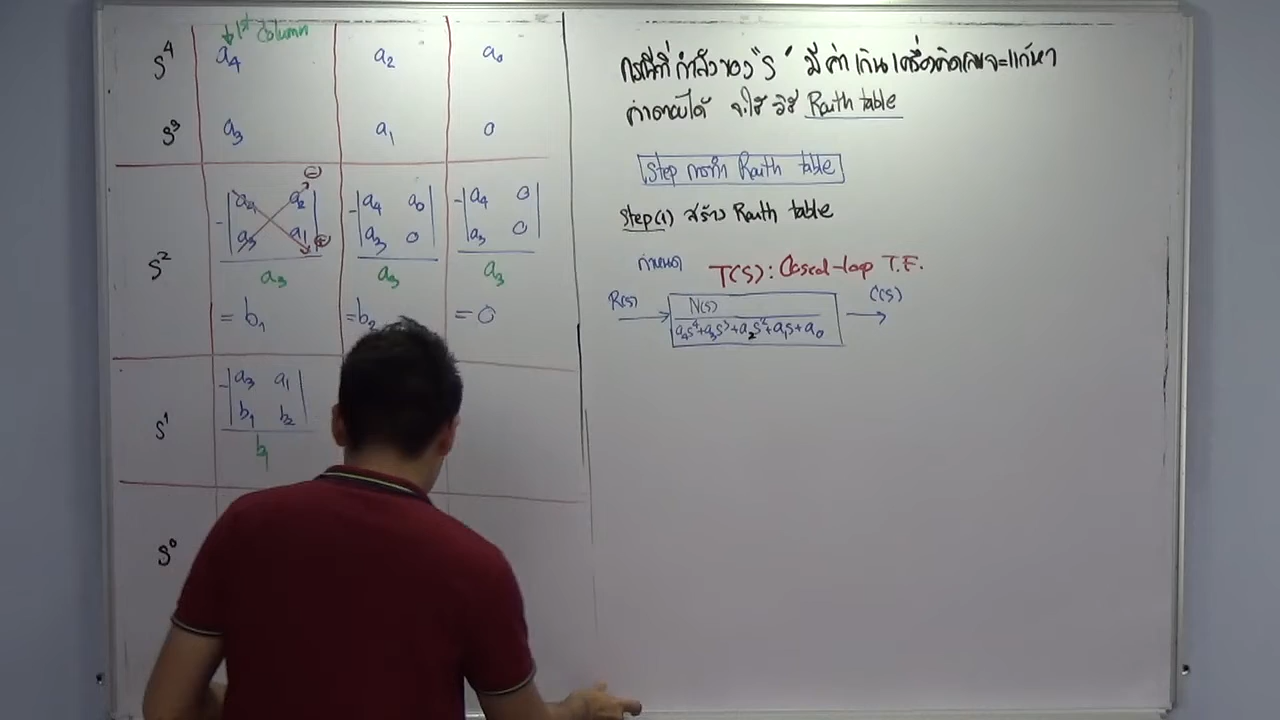 1st column
S⁴ a₄ a₂ a₀
S³ a₃ a₁ 0
S² -|a₄ a₂| -|a₄ a₀| -|a₄ 0|
|a₃ a₁| |a₃ 0| |a₃ 0|
a₃ a₃ a₃
= b₁ = b₂ = 0
S¹ -|a₃ a₁|
|b₁ b₂|
b₁
S⁰
กรณีที่ กำลังของ "S" มี ค่า เกิน เครื่องคิดเลขจะแก้หา
คำตอบได้ จะใช้ วิธี Routh table
Step การทำ Routh table
Step(1) สร้าง Routh table
กำหนด T(s): Closed-loop T.F.
R(s) N(s) C(s)
a₄s⁴+a₃s³+a₂s²+a₁s+a₀